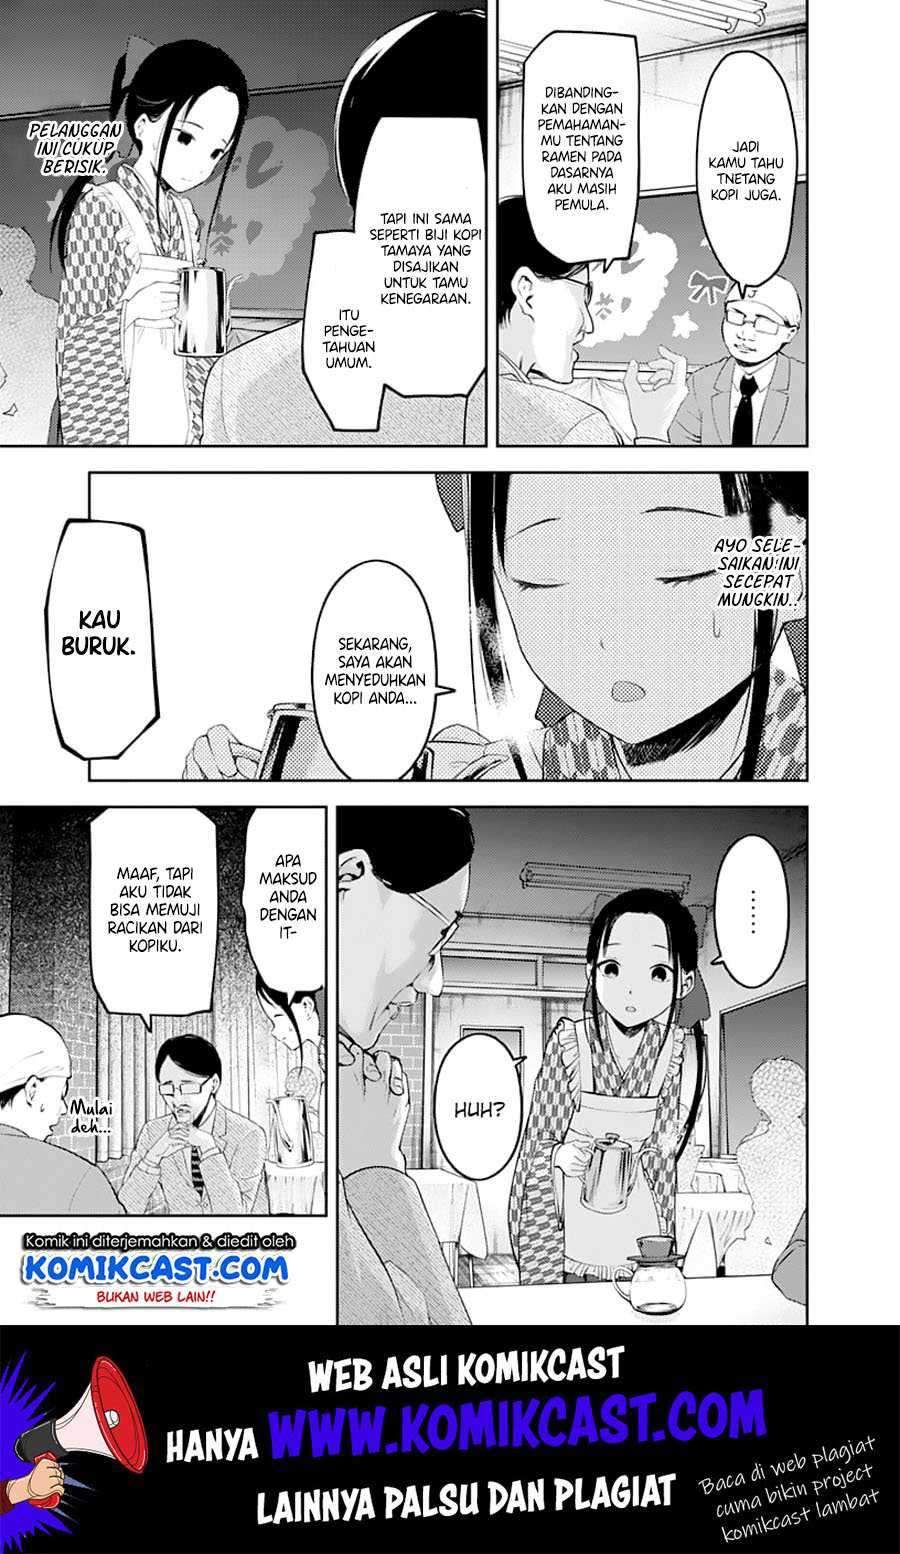 JADI
KAMU TAHU
TNETANG
KOPI JUGA.
DIBANDING-
KAN DENGAN
PEMAHAMAN-
MU TENTANG
RAMEN PADA
DASARNYA
AKU MASIH
PEMULA.
TAPI INI SAMA
SEPERTI BIJI KOPI
TAMAYA YANG
DISAJIKAN
UNTUK TAMU
KENEGARAAN.
ITU
PENGE-
TAHUAN
UMUM.
PELANGGAN
INI CUKUP
BERISIK.
AYO SELE-
SAIKAN INI
SECEPAT
MUNGKIN..
SEKARANG,
SAYA AKAN
MENYEDUHKAN
KOPI ANDA...
KAU
BURUK.
. . . . . .
HUH?
APA
MAKSUD
ANDA
DENGAN
IT-
MAAF, TAPI
AKU TIDAK
BISA MEMUJI
RACIKAN DARI
KOPIKU.
Mulai
deh...
Komik ini diterjemahkan & diedit oleh
KOMIKCAST.COM
BUKAN WEB LAIN!!
WEB ASLI KOMIKCAST
HANYA WWW.KOMIKCAST.COM
LAINNYA PALSU DAN PLAGIAT
Baca di web plagiat
cuma bikin project
komikcast lambat